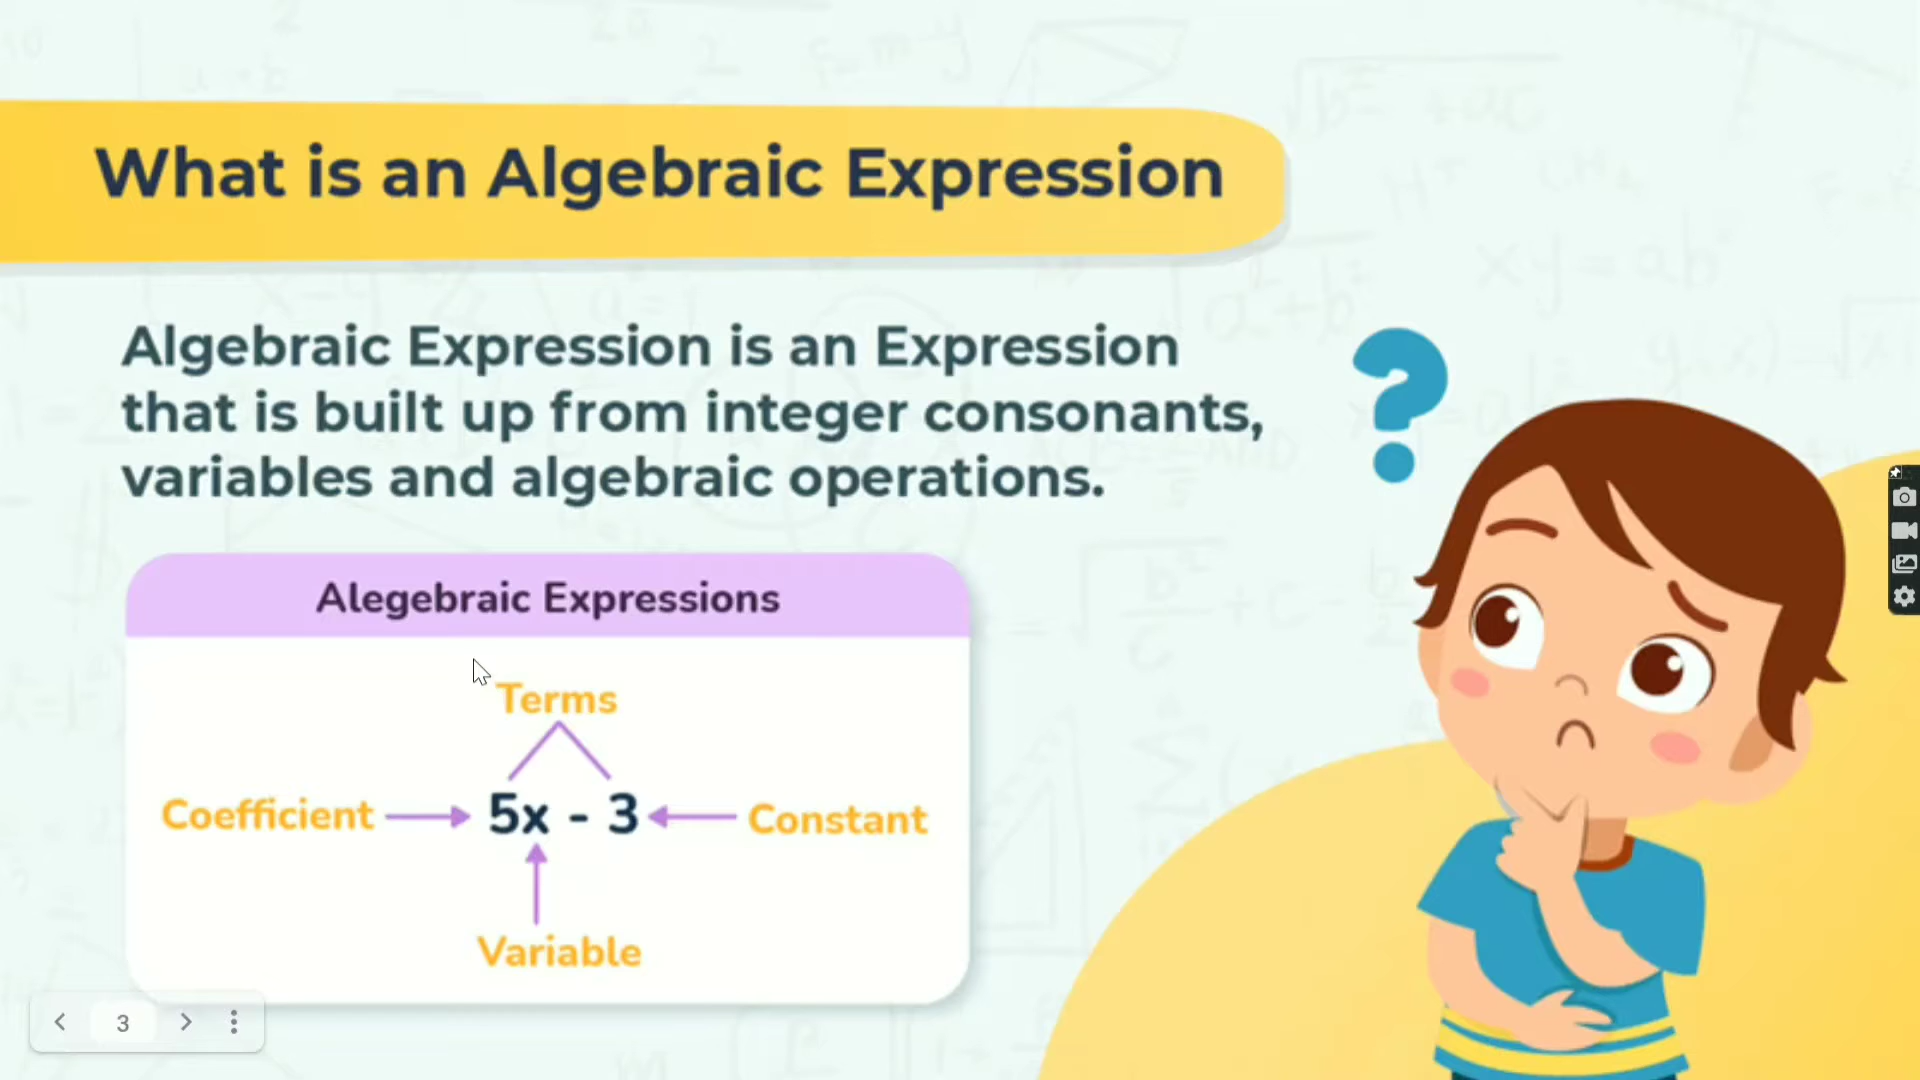 What is an Algebraic Expression
Algebraic Expression is an Expression
that is built up from integer consonants,
variables and algebraic operations.
?
Alegebraic Expressions
Terms
Coefficient 5x - 3 Constant
Variable
3